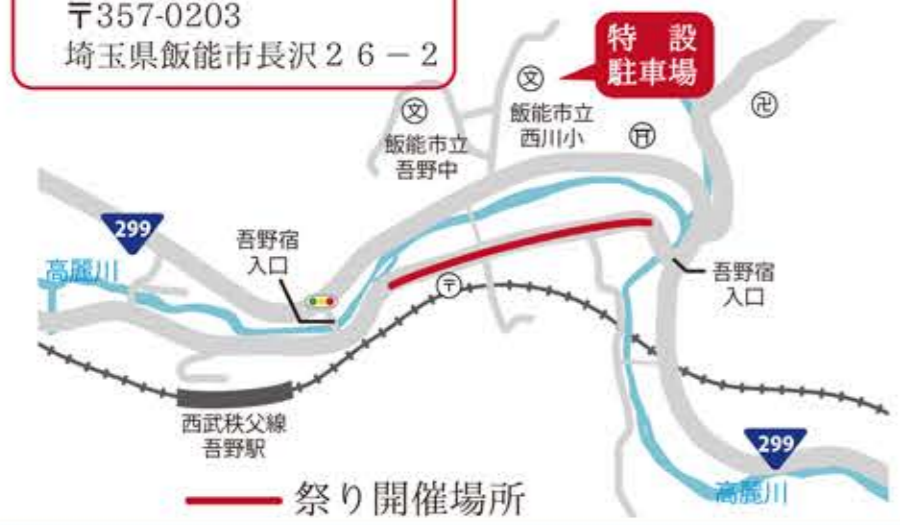 〒357-0203
埼玉県飯能市長沢２６－２
特　設
駐車場
文
飯能市立
西川小
文
飯能市立
吾野中
卍
299
高麗川
吾野宿
入口
〒
吾野宿
入口
西武秩父線
吾野駅
299
高麗川
祭り開催場所